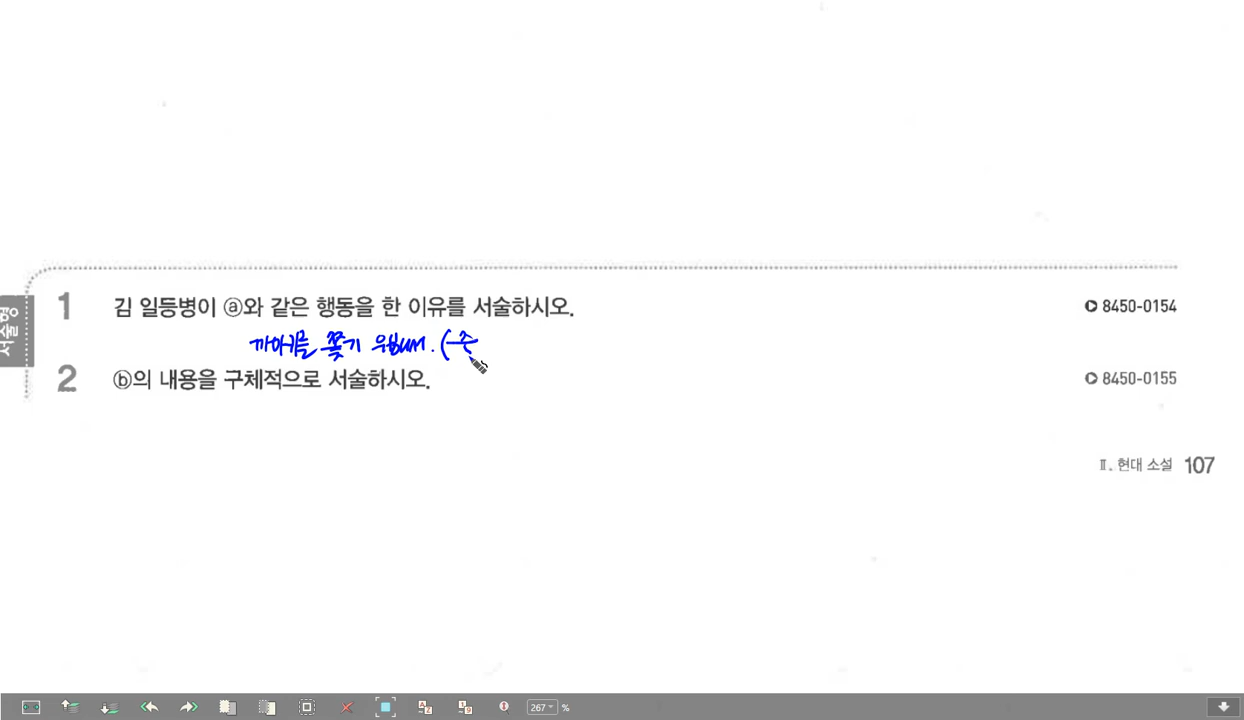 서술형
1 김 일등병이 ⓐ와 같은 행동을 한 이유를 서술하시오. 8450-0154
까마귀를 쫓기 위해서. (
2 ⓑ의 내용을 구체적으로 서술하시오. 8450-0155
Ⅱ. 현대 소설 107
267 %